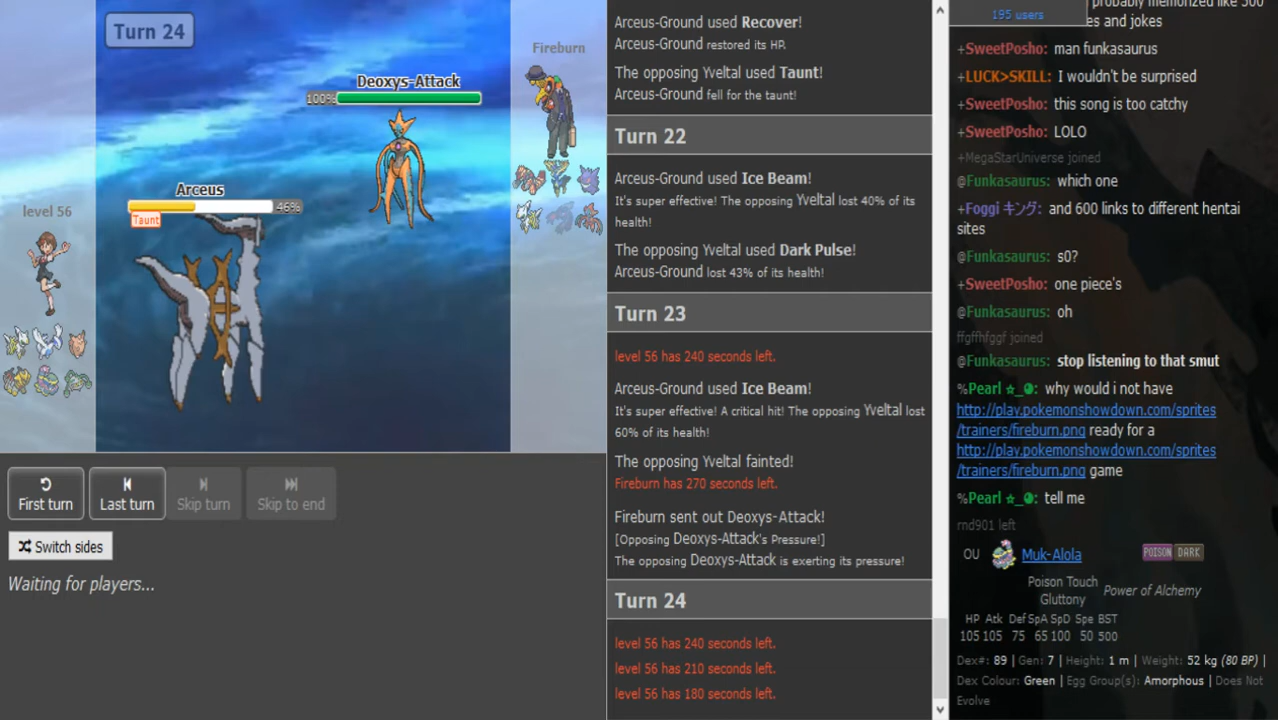 Turn 24
Fireburn
Deoxys-Attack
100%
Arceus
46%
Taunt
level 56
First turn
Last turn
Skip turn
Skip to end
Switch sides
Waiting for players...
Arceus-Ground used Recover!
Arceus-Ground restored its HP.
The opposing Yveltal used Taunt!
Arceus-Ground fell for the taunt!
Turn 22
Arceus-Ground used Ice Beam!
It's super effective! The opposing Yveltal lost 40% of its
health!
The opposing Yveltal used Dark Pulse!
Arceus-Ground lost 43% of its health!
Turn 23
level 56 has 240 seconds left.
Arceus-Ground used Ice Beam!
It's super effective! A critical hit! The opposing Yveltal lost
60% of its health!
The opposing Yveltal fainted!
Fireburn has 270 seconds left.
Fireburn sent out Deoxys-Attack!
[Opposing Deoxys-Attack's Pressure!]
The opposing Deoxys-Attack is exerting its pressure!
Turn 24
level 56 has 240 seconds left.
level 56 has 210 seconds left.
level 56 has 180 seconds left.
195 users
probably memorized like 500
es and jokes
+SweetPosho: man funkasaurus
+LUCK>SKILL: I wouldn't be surprised
+SweetPosho: this song is too catchy
+SweetPosho: LOLO
+MegaStarUniverse joined
@Funkasaurus: which one
+Foggi キング: and 600 links to different hentai
sites
@Funkasaurus: s0?
+SweetPosho: one piece's
@Funkasaurus: oh
ffgffhfggf joined
@Funkasaurus: stop listening to that smut
%Pearl ☆_◕: why would i not have
http://play.pokemonshowdown.com/sprites
/trainers/fireburn.png ready for a
http://play.pokemonshowdown.com/sprites
/trainers/fireburn.png game
%Pearl ☆_◕: tell me
rnd901 left
OU Muk-Alola POISON DARK
Poison Touch
Gluttony
Power of Alchemy
HP Atk Def SpA SpD Spe BST
105 105 75 65 100 50 500
Dex#: 89 | Gen: 7 | Height: 1 m | Weight: 52 kg (80 BP) |
Dex Colour: Green | Egg Group(s): Amorphous | Does Not
Evolve